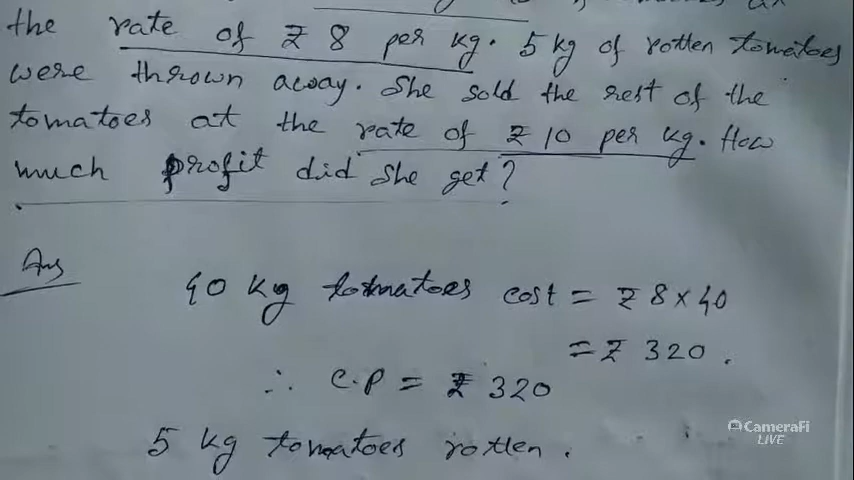 the rate of ₹ 8 per kg. 5 kg of rotten tomatoes
were thrown away. She sold the rest of the
tomatoes at the rate of ₹ 10 per kg. How
much profit did she get?
Ans
40 kg tomatoes cost = ₹ 8 × 40
= ₹ 320.
∴ C.P = ₹ 320
5 kg tomatoes rotten.
CameraFi
LIVE